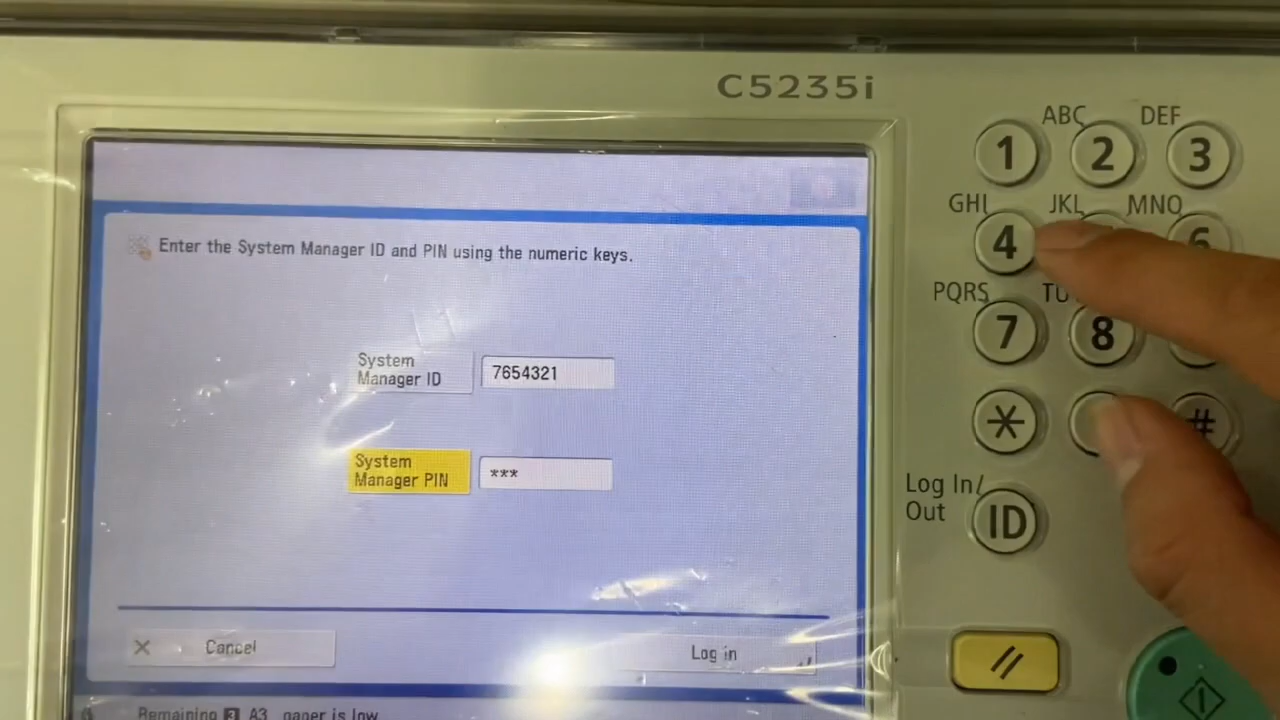 C5235i
Enter the System Manager ID and PIN using the numeric keys.
System
Manager ID
7654321
System
Manager PIN
***
Cancel
Log in
Remaining 3 A3 paper is low
ABC
DEF
1
2
3
GHI
JKL
MNO
4
6
PQRS
7
8
#
Log In/
Out
ID